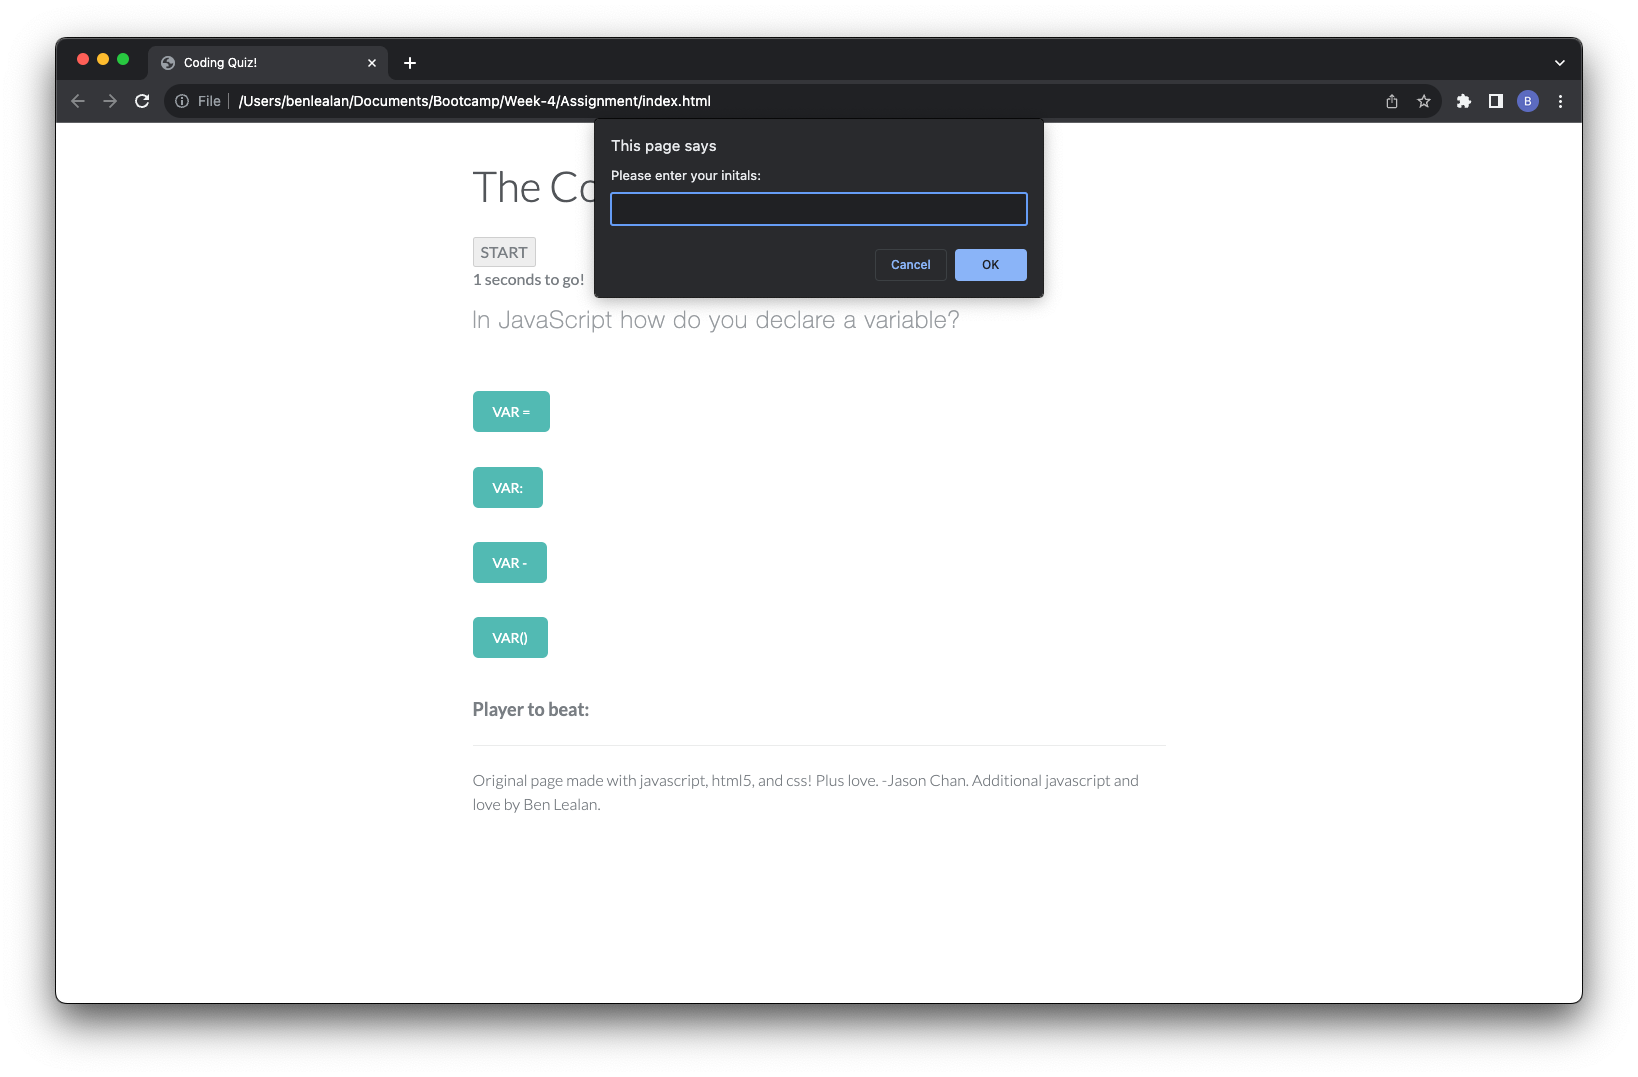 Coding Quiz!
File
/Users/benlealan/Documents/Bootcamp/Week-4/Assignment/index.html
B
This page says
Please enter your initals:
Cancel
OK
The Co
START
1 seconds to go!
In JavaScript how do you declare a variable?
VAR =
VAR:
VAR -
VAR()
Player to beat:
Original page made with javascript, html5, and css! Plus love. -Jason Chan. Additional javascript and
love by Ben Lealan.